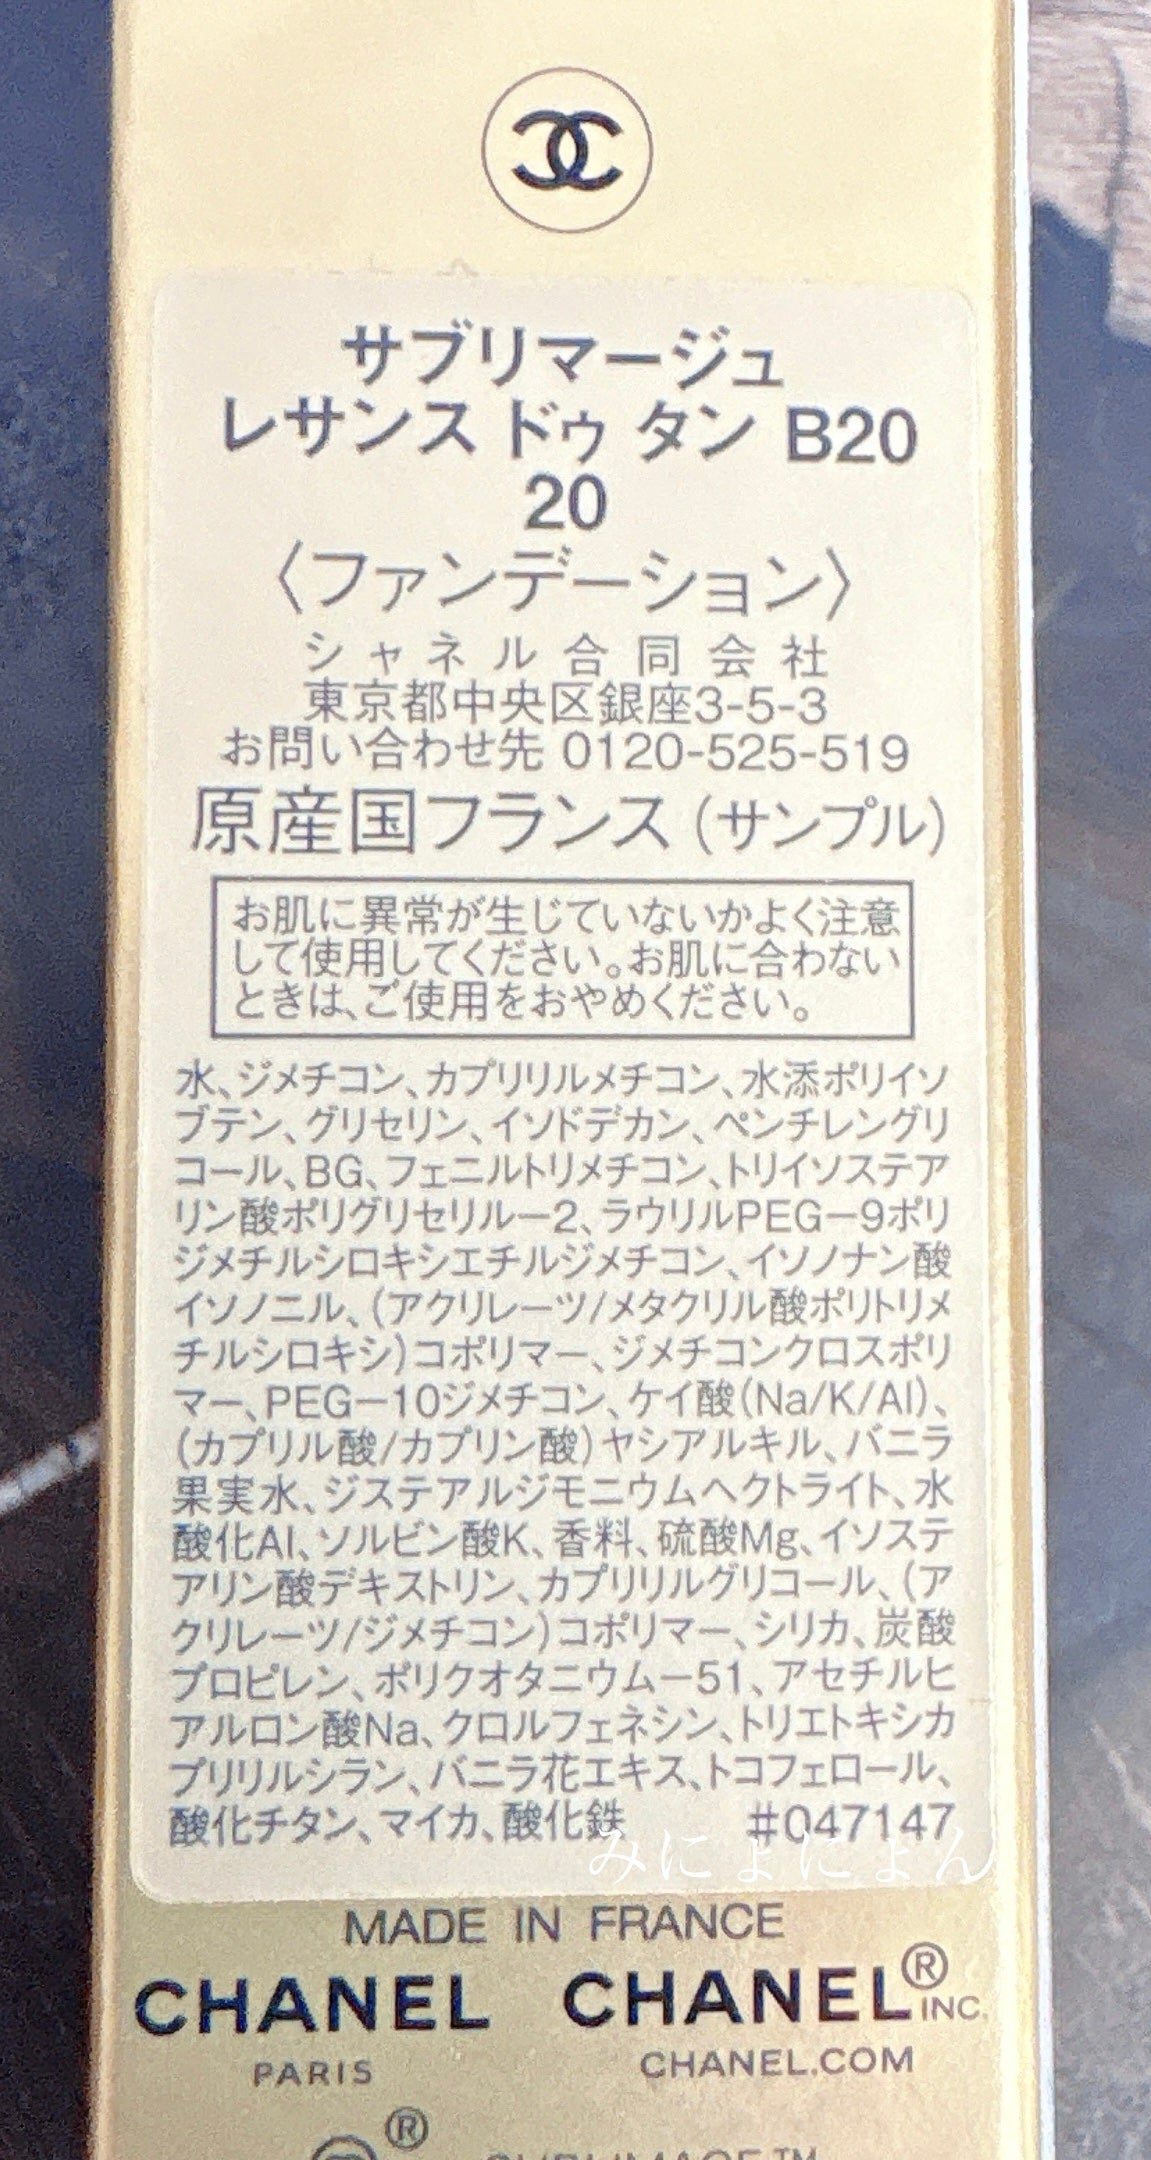 サブリマージュ
レサンス ドゥ タン B20
20
〈ファンデーション〉
シャネル合同会社
東京都中央区銀座3-5-3
お問い合わせ先 0120-525-519
原産国フランス (サンプル)
お肌に異常が生じていないかよく注意
して使用してください。お肌に合わない
ときは、ご使用をおやめください。
水、ジメチコン、カプリリルメチコン、水添ポリイソ
ブテン、グリセリン、イソドデカン、ペンチレングリ
コール、BG、フェニルトリメチコン、トリイソステア
リン酸ポリグリセリル－2、ラウリルPEG－9ポリ
ジメチルシロキシエチルジメチコン、イソノナン酸
イソノニル、(アクリレーツ/メタクリル酸ポリトリメ
チルシロキシ)コポリマー、ジメチコンクロスポリ
マー、PEG－10ジメチコン、ケイ酸(Na/K/Al)、
(カプリル酸/カプリン酸)ヤシアルキル、バニラ
果実水、ジステアルジモニウムヘクトライト、水
酸化Al、ソルビン酸K、香料、硫酸Mg、イソステ
アリン酸デキストリン、カプリリルグリコール、(ア
クリレーツ/ジメチコン)コポリマー、シリカ、炭酸
プロピレン、ポリクオタニウム－51、アセチルヒ
アルロン酸Na、クロルフェネシン、トリエトキシカ
プリリルシラン、バニラ花エキス、トコフェロール、
酸化チタン、マイカ、酸化鉄 #047147
みにょにょん
MADE IN FRANCE
CHANEL CHANEL® INC.
PARIS CHANEL.COM
®